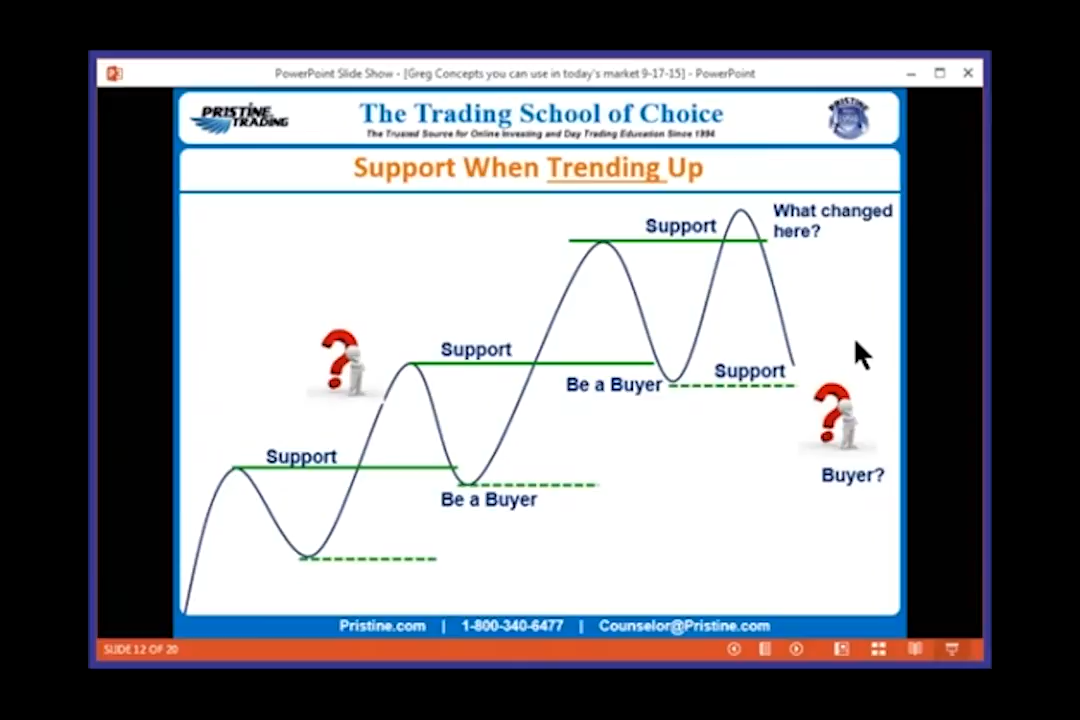 PowerPoint Slide Show - [Greg Concepts you can use in today's market 9-17-15] - PowerPoint
PRISTINE
TRADING
The Trading School of Choice
The Trusted Source for Online Investing and Day Trading Education Since 1994
PRISTINE
Support When Trending Up
What changed
here?
Support
Support
Be a Buyer
Support
Support
Be a Buyer
Buyer?
Pristine.com | 1-800-340-6477 | Counselor@Pristine.com
SLIDE 12 OF 20